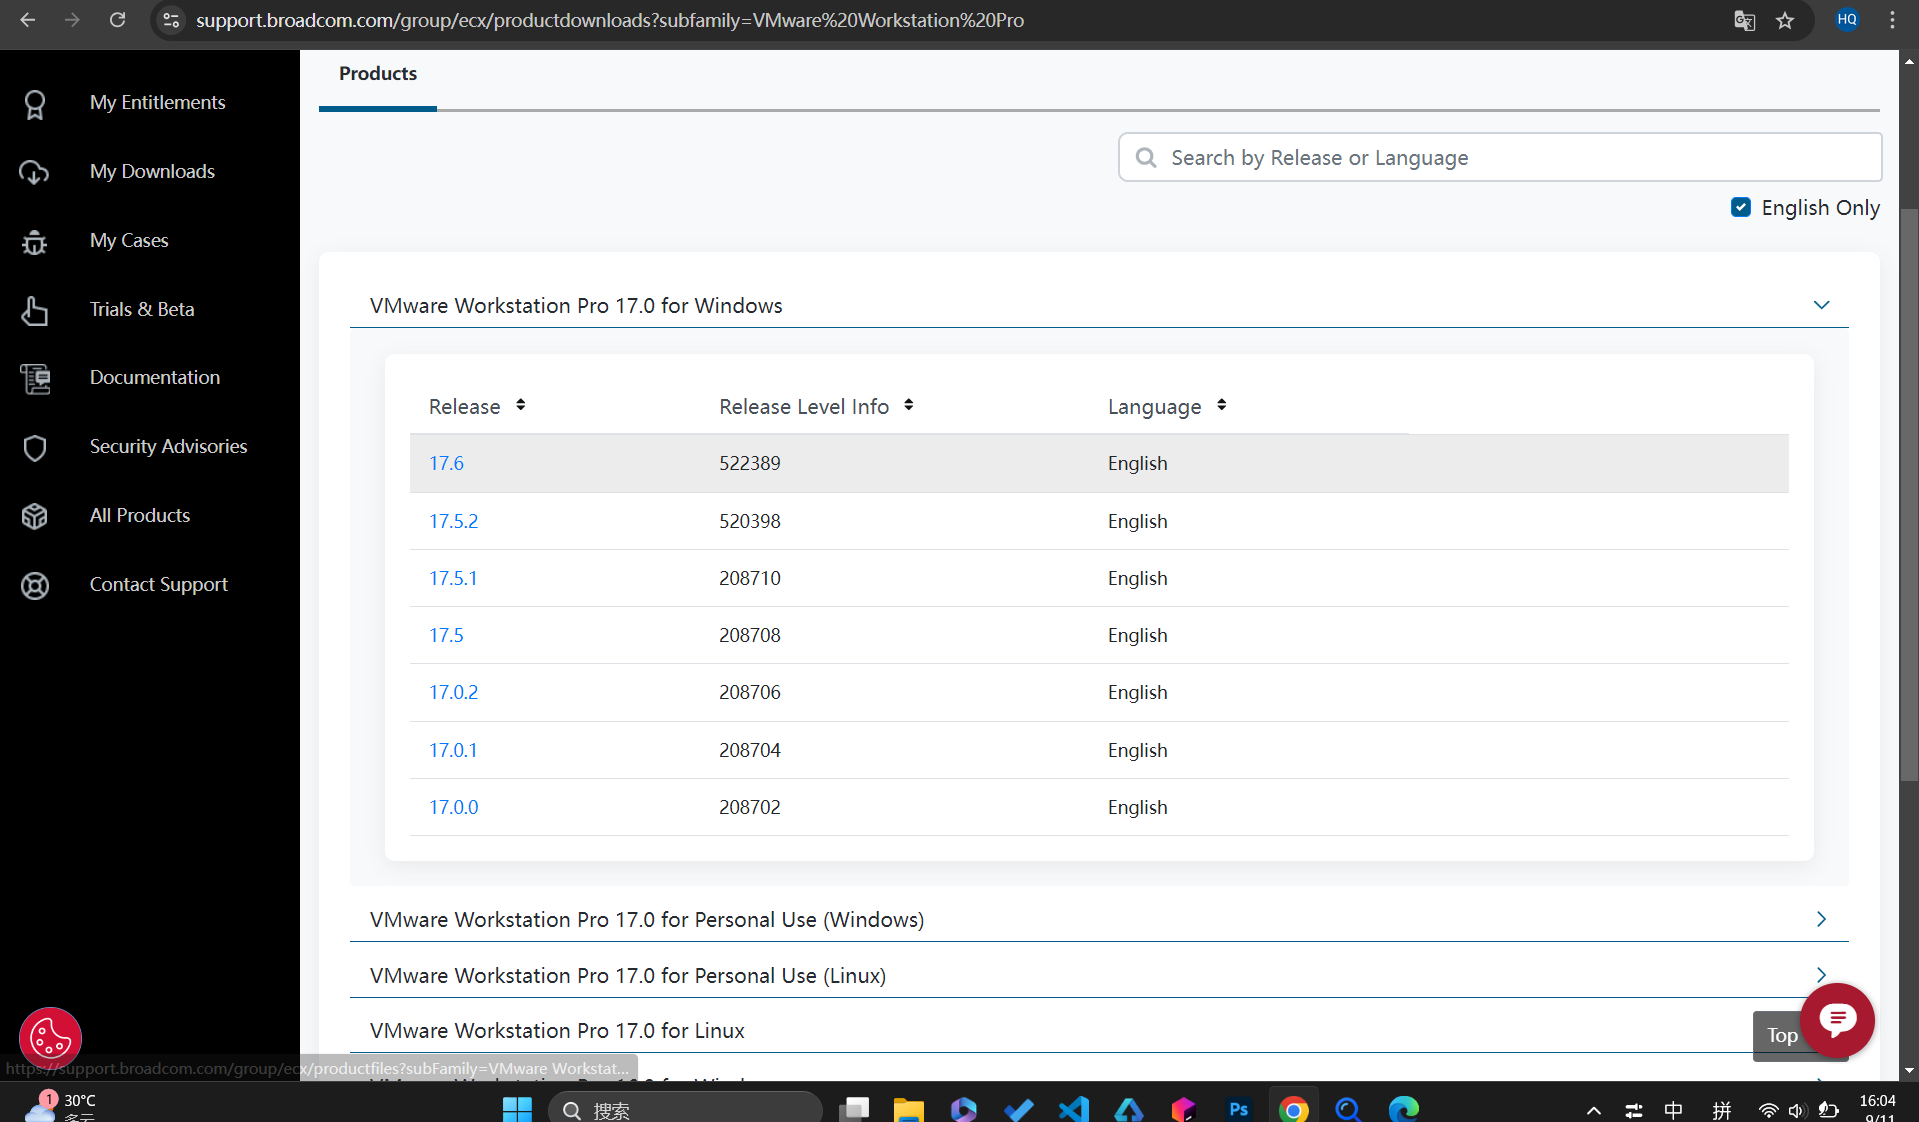 support.broadcom.com/group/ecx/productdownloads?subfamily=VMware%20Workstation%20Pro
HQ
My Entitlements
My Downloads
My Cases
Trials & Beta
Documentation
Security Advisories
All Products
Contact Support
Products
Search by Release or Language
English Only
VMware Workstation Pro 17.0 for Windows
Release Release Level Info Language
17.6 522389 English
17.5.2 520398 English
17.5.1 208710 English
17.5 208708 English
17.0.2 208706 English
17.0.1 208704 English
17.0.0 208702 English
VMware Workstation Pro 17.0 for Personal Use (Windows)
VMware Workstation Pro 17.0 for Personal Use (Linux)
VMware Workstation Pro 17.0 for Linux
Top
https://support.broadcom.com/group/ecx/productfiles?subFamily=VMware Workstat...
1
30°C
多云
搜索
Ps
中
拼
16:04
9/11